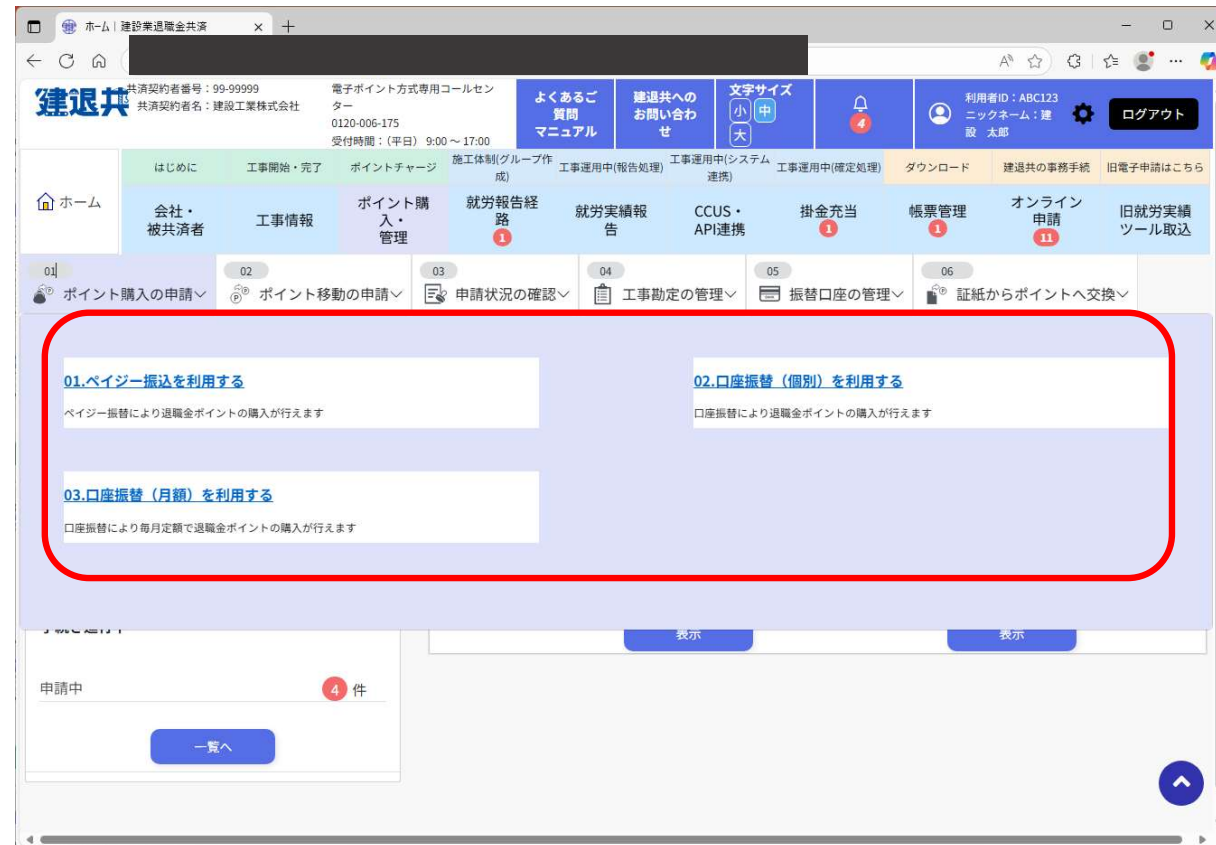 ホーム | 建設業退職金共済
建退共
共済契約者番号：99-99999
共済契約者名：建設工業株式会社
電子ポイント方式専用コールセン
ター
0120-006-175
受付時間：（平日） 9:00 ～ 17:00
よくあるご
質問
マニュアル
建退共への
お問い合わ
せ
文字サイズ
小 中
大
4
利用者ID：ABC123
ニックネーム：建
設 太郎
ログアウト
ホーム
はじめに
工事開始・完了
ポイントチャージ
施工体制(グループ作
成)
工事運用中(報告処理)
工事運用中(システム
連携)
工事運用中(確定処理)
ダウンロード
建退共の事務手続
旧電子申請はこちら
会社・
被共済者
工事情報
ポイント購
入・
管理
就労報告経
路
1
就労実績報
告
CCUS・
API連携
掛金充当
1
帳票管理
1
オンライン
申請
11
旧就労実績
ツール取込
01
ポイント購入の申請
02
ポイント移動の申請
03
申請状況の確認
04
工事勘定の管理
05
振替口座の管理
06
証紙からポイントへ交換
01.ペイジー振込を利用する
ペイジー振替により退職金ポイントの購入が行えます
02.口座振替（個別）を利用する
口座振替により退職金ポイントの購入が行えます
03.口座振替（月額）を利用する
口座振替により毎月定額で退職金ポイントの購入が行えます
表示
表示
申請中
4 件
一覧へ